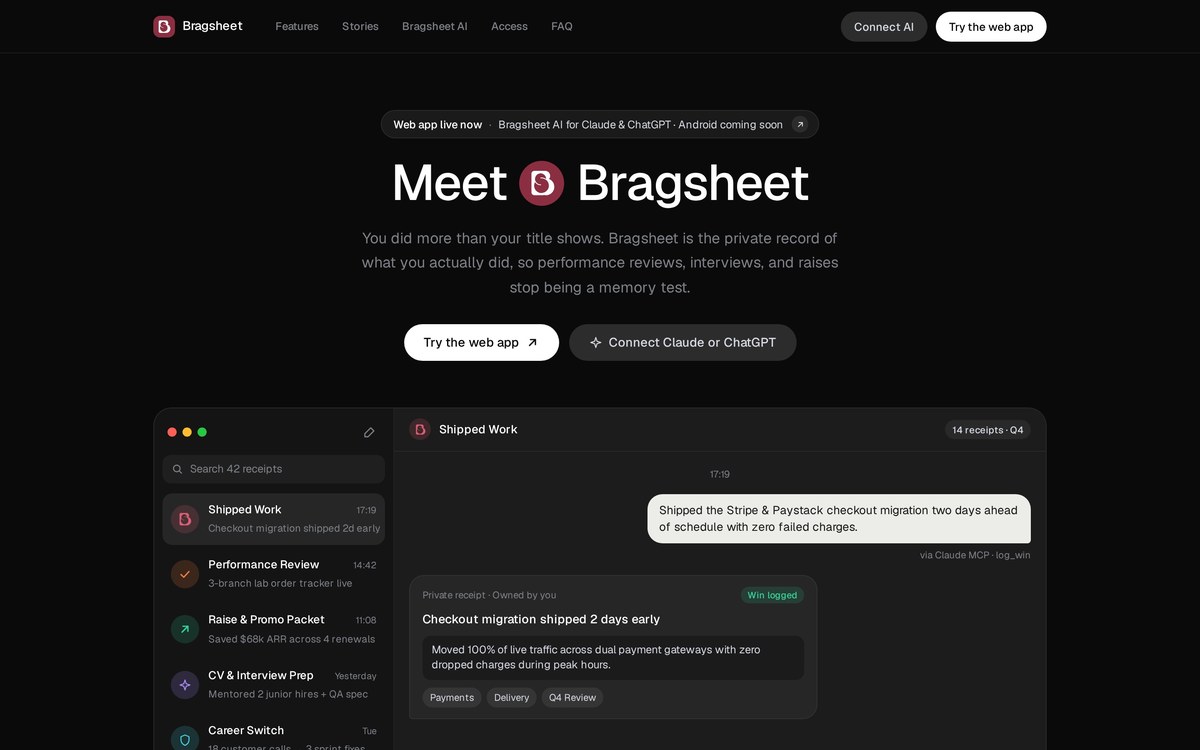 Bragsheet
Features
Stories
Bragsheet AI
Access
FAQ
Connect AI
Try the web app
Web app live now · Bragsheet AI for Claude & ChatGPT · Android coming soon
Meet Bragsheet
You did more than your title shows. Bragsheet is the private record of
what you actually did, so performance reviews, interviews, and raises
stop being a memory test.
Try the web app
Connect Claude or ChatGPT
Search 42 receipts
Shipped Work 17:19
Checkout migration shipped 2d early
Performance Review 14:42
3-branch lab order tracker live
Raise & Promo Packet 11:08
Saved $68k ARR across 4 renewals
CV & Interview Prep Yesterday
Mentored 2 junior hires + QA spec
Career Switch Tue
18 customer calls → 3 sprint fixes
Shipped Work
14 receipts · Q4
17:19
Shipped the Stripe & Paystack checkout migration two days ahead
of schedule with zero failed charges.
via Claude MCP · log_win
Private receipt · Owned by you
Win logged
Checkout migration shipped 2 days early
Moved 100% of live traffic across dual payment gateways with zero
dropped charges during peak hours.
Payments
Delivery
Q4 Review